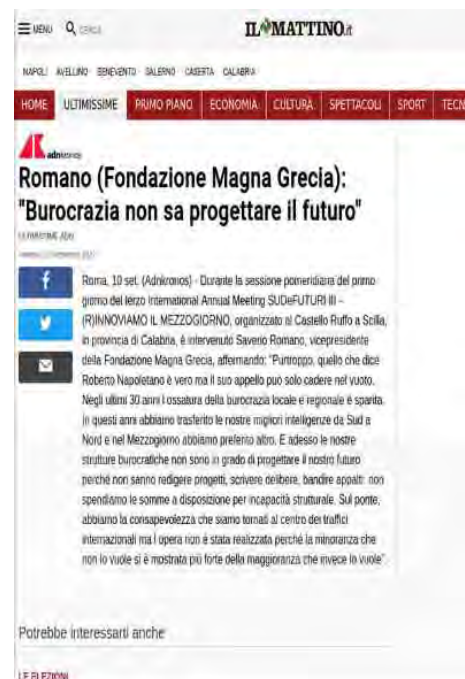 MENU CERCA IL MATTINO.it
NAPOLI AVELLINO BENEVENTO SALERNO CASERTA CALABRIA
HOME ULTIMISSIME PRIMO PIANO ECONOMIA CULTURA SPETTACOLI SPORT TECN
adnkronos
Romano (Fondazione Magna Grecia):
"Burocrazia non sa progettare il futuro"
Roma, 10 set. (Adnkronos) - Durante la sessione pomeridiana del primo
giorno del terzo International Annual Meeting SUDeFUTURI III –
(R)INNOVIAMO IL MEZZOGIORNO, organizzato al Castello Ruffo a Scilla,
in provincia di Calabria, è intervenuto Saverio Romano, vicepresidente
della Fondazione Magna Grecia, affermando: "Purtroppo, quello che dice
Roberto Napoletano è vero ma il suo appello può solo cadere nel vuoto.
Negli ultimi 30 anni l ossatura della burocrazia locale e regionale è sparita.
In questi anni abbiamo trasferito le nostre migliori intelligenze da Sud a
Nord e nel Mezzogiorno abbiamo preferito altro. E adesso le nostre
strutture burocratiche non sono in grado di progettare il nostro futuro
perché non sanno redigere progetti, scrivere delibere, bandire appalti: non
spendiamo le somme a disposizione per incapacità strutturale. Sul ponte,
abbiamo la consapevolezza che siamo tornati al centro dei traffici
internazionali ma l opera non è stata realizzata perché la minoranza che
non lo vuole si è mostrata più forte della maggioranza che invece lo vuole"
Potrebbe interessarti anche
LE ELEZIONI